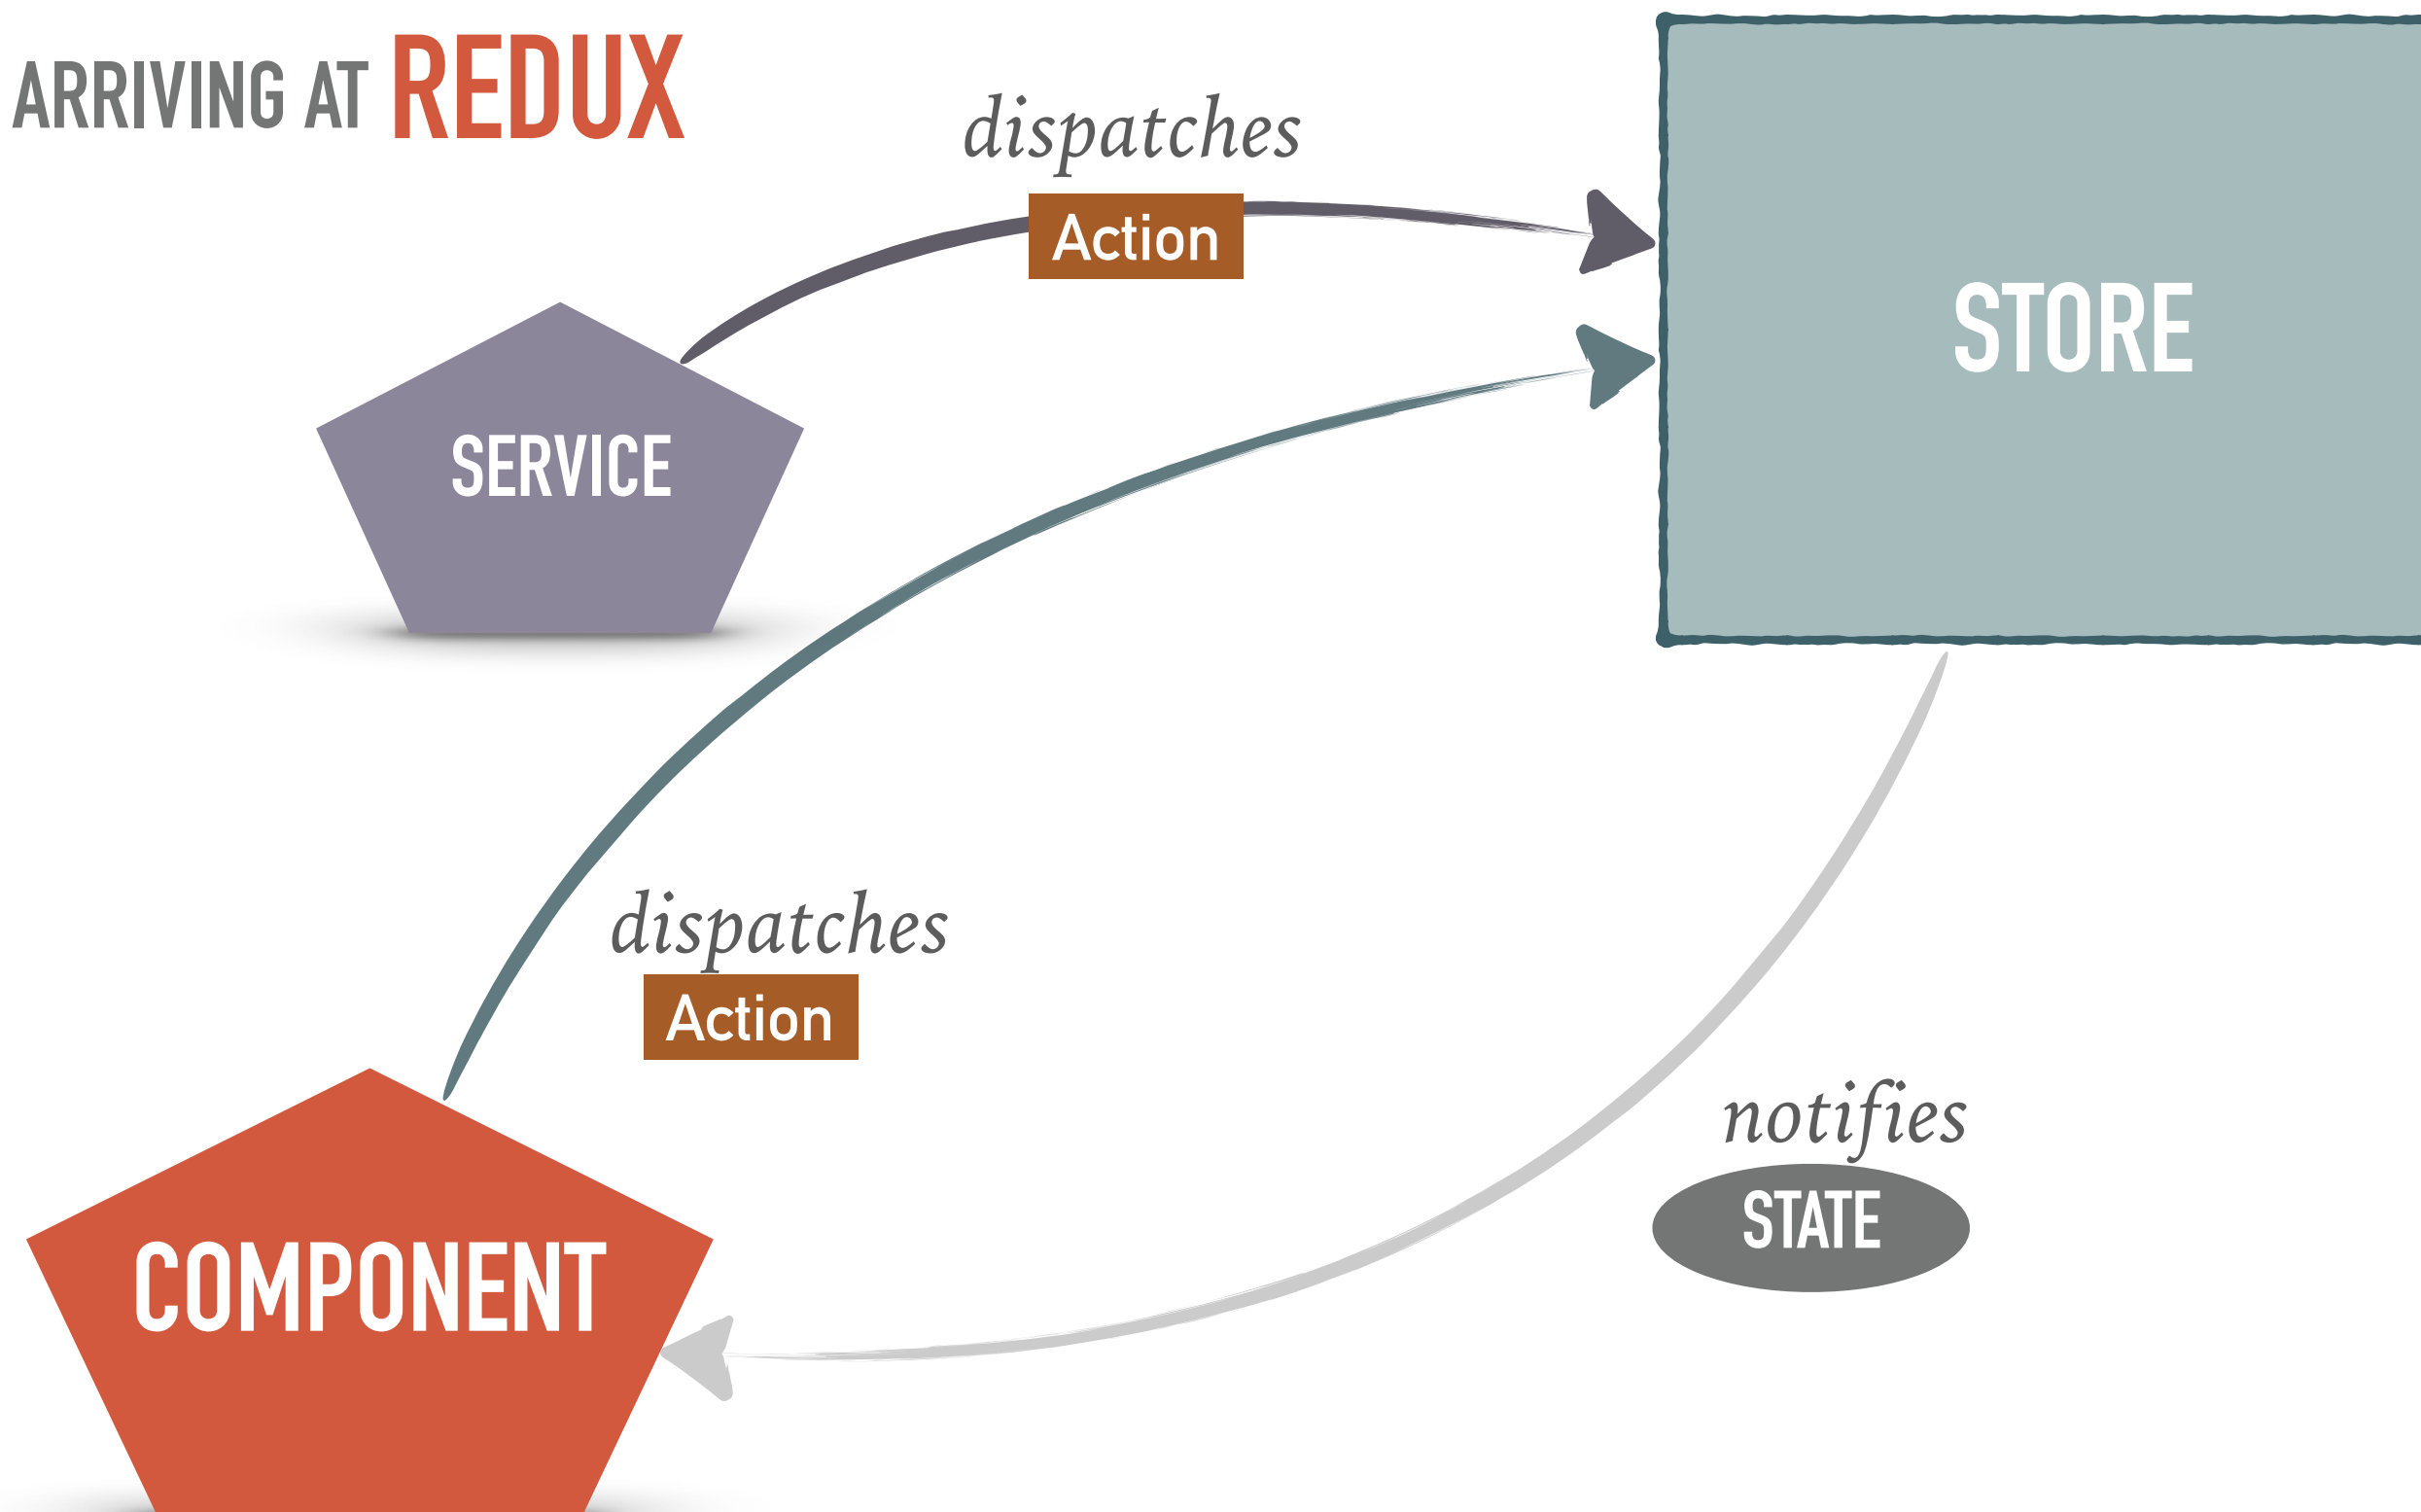 ARRIVING AT REDUX
dispatches
Action
STORE
SERVICE
dispatches
Action
notifies
STATE
COMPONENT